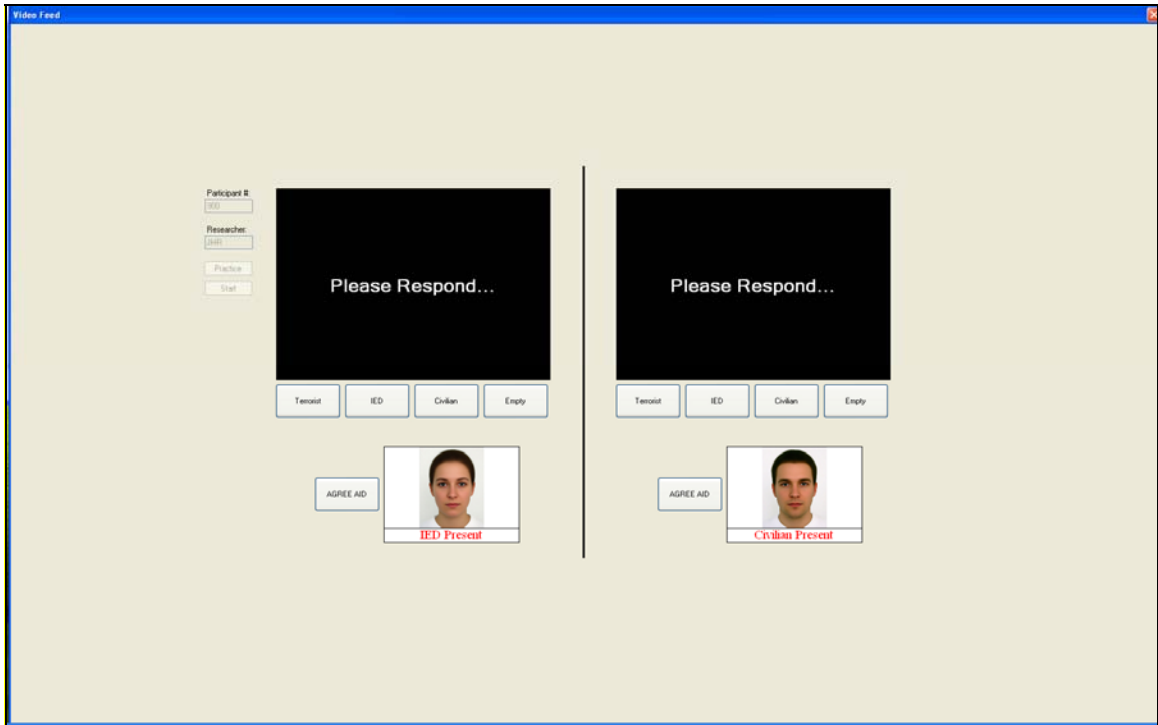 Video Feed
Participant #:
900
Researcher:
Practice
Start
Please Respond...
Terrorist IED Civilian Empty
AGREE AID
IED Present
Please Respond...
Terrorist IED Civilian Empty
AGREE AID
Civilian Present